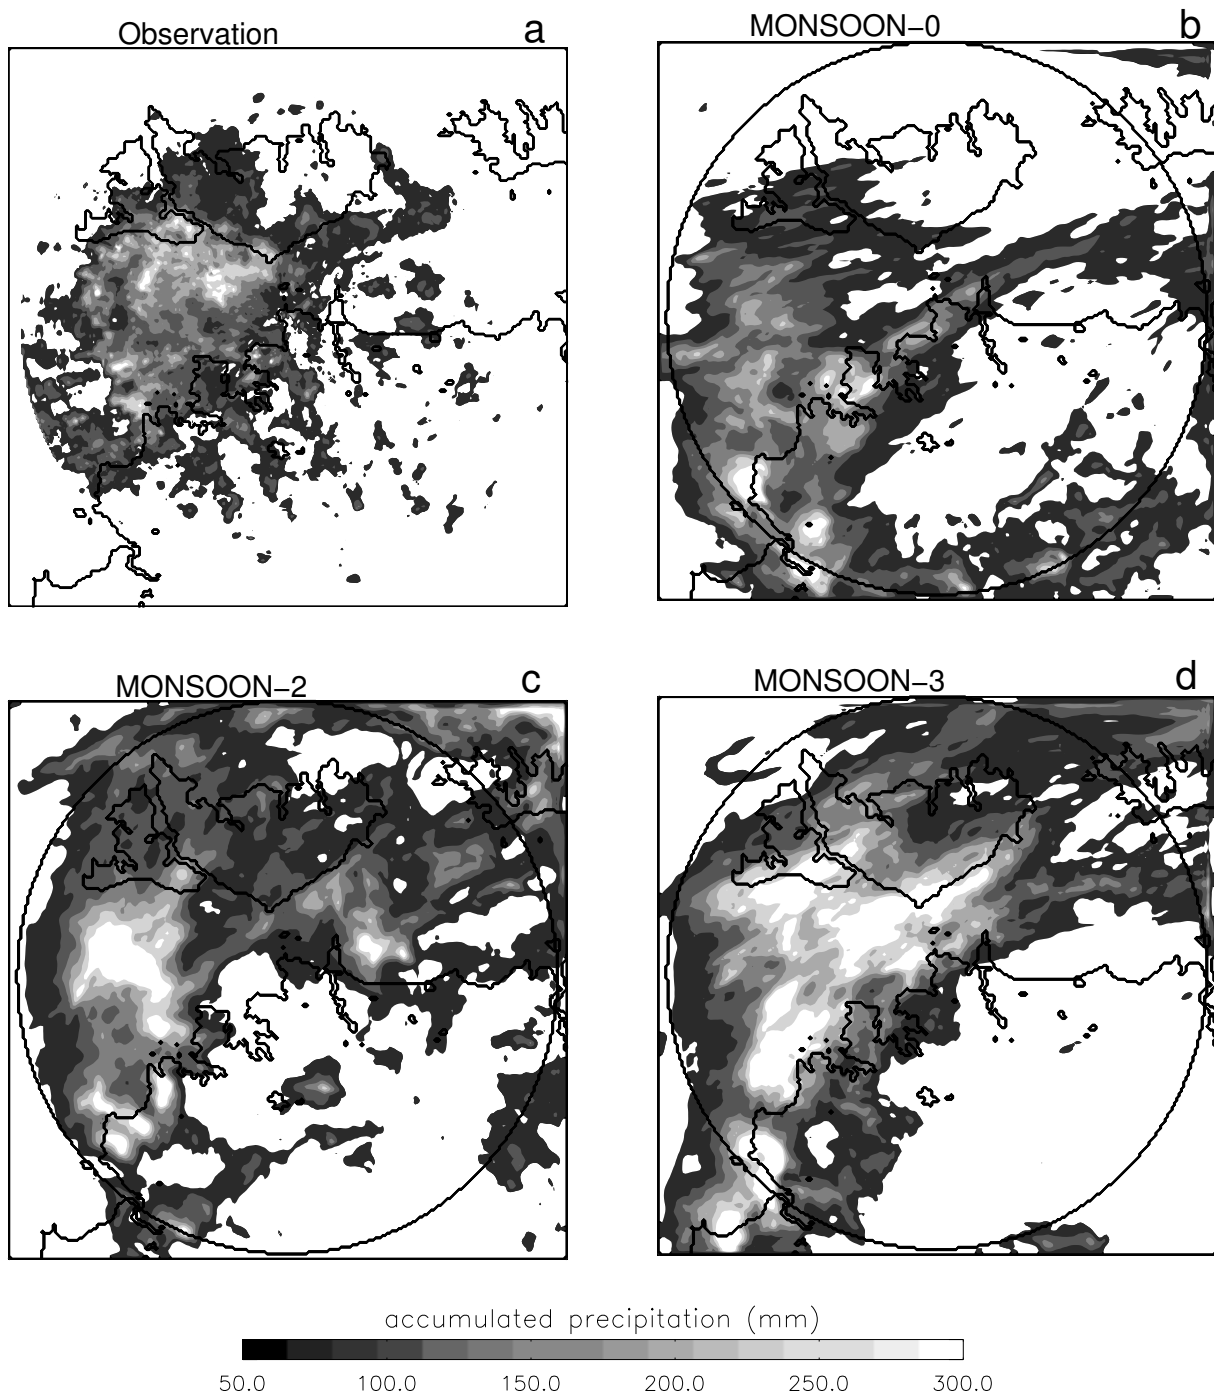 Observation a
MONSOON−0 b
MONSOON−2 c
MONSOON−3 d
accumulated precipitation (mm)
50.0 100.0 150.0 200.0 250.0 300.0